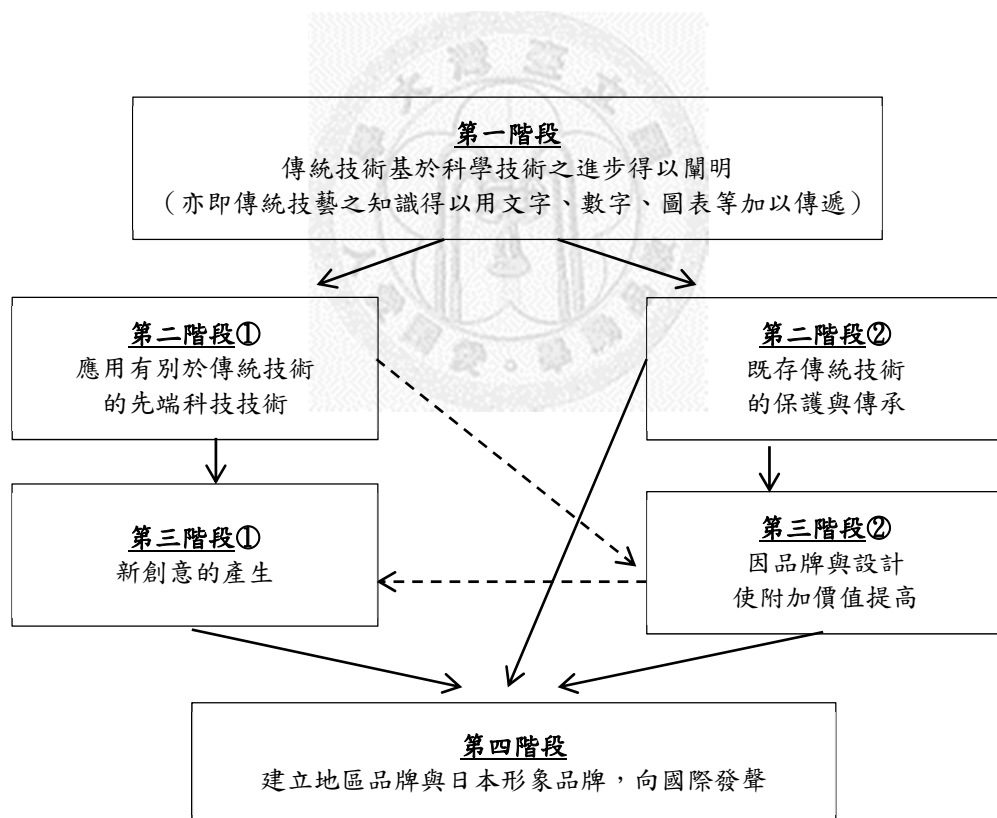 第一階段
傳統技術基於科學技術之進步得以闡明
（亦即傳統技藝之知識得以用文字、數字、圖表等加以傳遞）
第二階段①
應用有別於傳統技術
的先端科技技術
第二階段②
既存傳統技術
的保護與傳承
第三階段①
新創意的產生
第三階段②
因品牌與設計
使附加價值提高
第四階段
建立地區品牌與日本形象品牌，向國際發聲